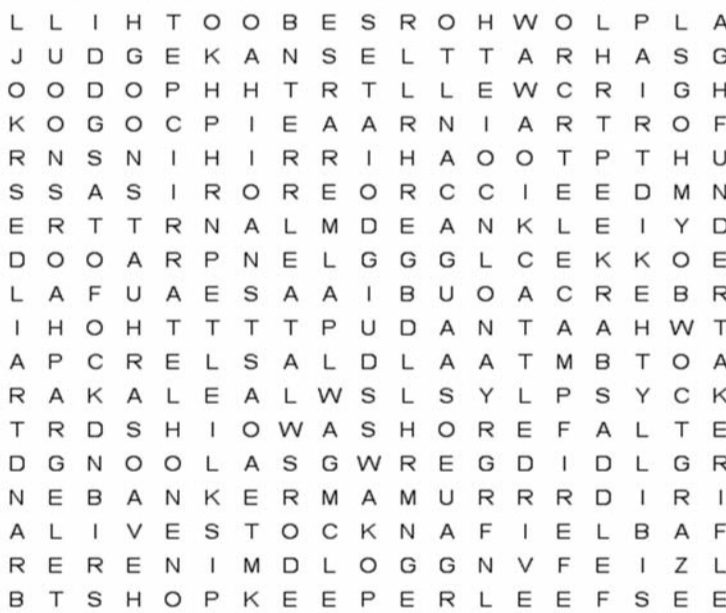 L L I H T O O B E S R O H W O L P L A
J U D G E K A N S E L T T A R H A S G
O O D O P H H T R T L L E W C R I G H
K O G O C P I E A A R N I A R T R O F
R N S N I H I R R I H A O O T P T H U
S S A S I R O R E O R C C I E E D M N
E R T T R N A L M D E A N K L E I Y D
D O O A R P N E L G G G L C E K K O E
L A F U A E S A A I B U O A C R E B R
I H O H T T T T P U D A N T A A H W T
A P C R E L S A L D L A A T M B T O A
R A K A L E A L W S L S Y L P S Y C K
T R D S H I O W A S H O R E F A L T E
D G N O O L A S G W R E G D I D L G R
N E B A N K E R M A M U R R R D I R I
A L I V E S T O C K N A F I E L B A F
R E R E N I M D L O G G N V F E I Z L
B T S H O P K E E P E R L E E F S E E